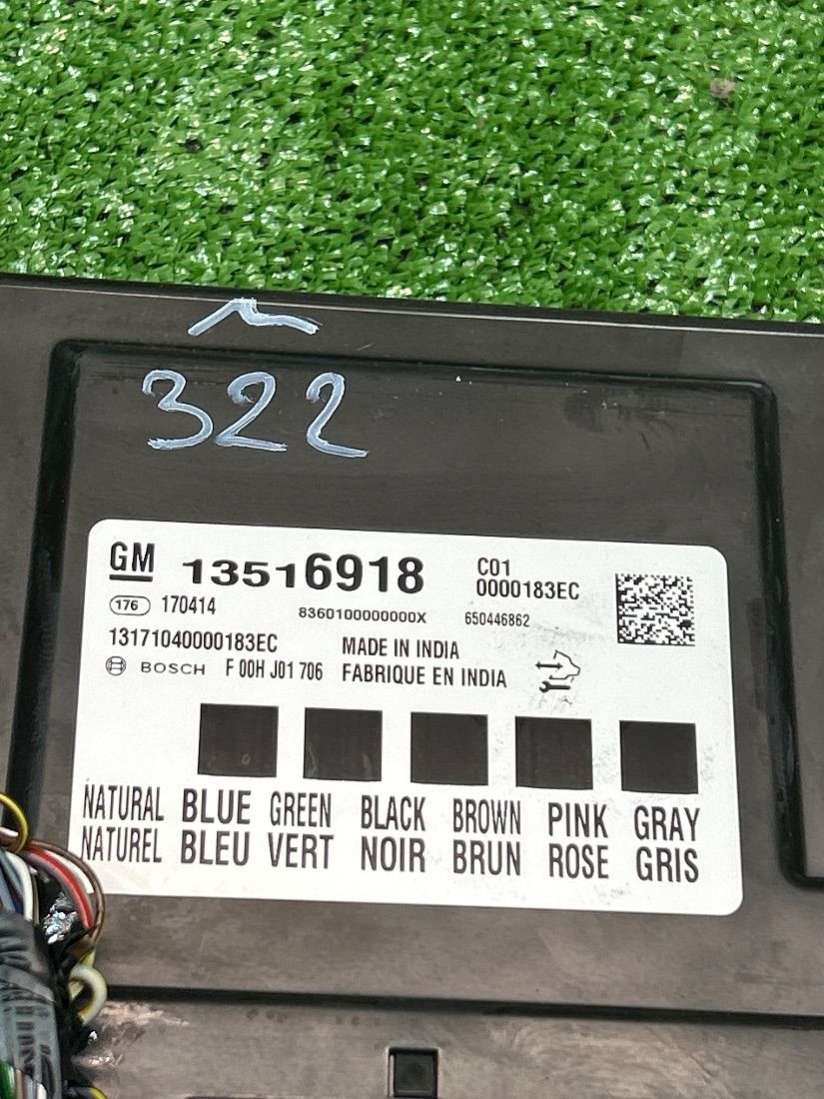 322
GM 13516918 C01
0000183EC
176 170414 8360100000000X 650446862
13171040000183EC MADE IN INDIA
BOSCH F 00H J01 706 FABRIQUE EN INDIA
NATURAL BLUE GREEN BLACK BROWN PINK GRAY
NATUREL BLEU VERT NOIR BRUN ROSE GRIS